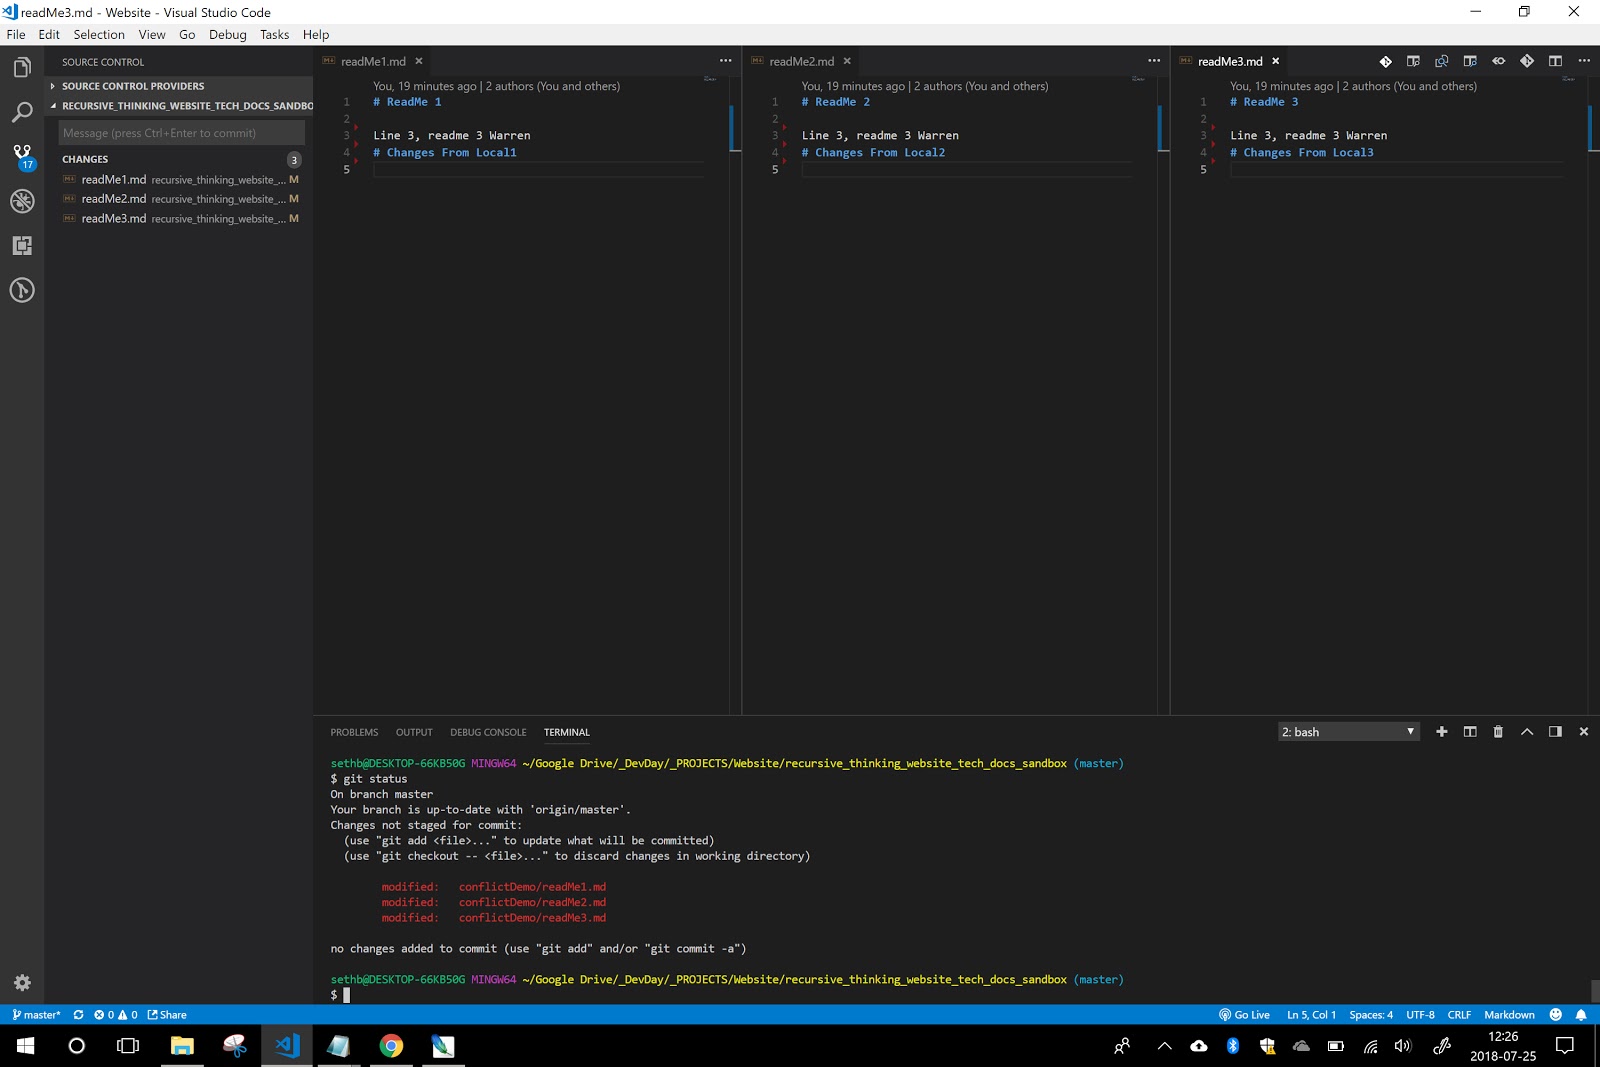 readMe3.md - Website - Visual Studio Code
File Edit Selection View Go Debug Tasks Help
SOURCE CONTROL
SOURCE CONTROL PROVIDERS
RECURSIVE_THINKING_WEBSITE_TECH_DOCS_SANDBO
Message (press Ctrl+Enter to commit)
CHANGES 3
readMe1.md recursive_thinking_website_... M
readMe2.md recursive_thinking_website_... M
readMe3.md recursive_thinking_website_... M
17
readMe1.md
You, 19 minutes ago | 2 authors (You and others)
1 # ReadMe 1
2
3 Line 3, readme 3 Warren
4 # Changes From Local1
5
readMe2.md
You, 19 minutes ago | 2 authors (You and others)
1 # ReadMe 2
2
3 Line 3, readme 3 Warren
4 # Changes From Local2
5
readMe3.md
You, 19 minutes ago | 2 authors (You and others)
1 # ReadMe 3
2
3 Line 3, readme 3 Warren
4 # Changes From Local3
5
PROBLEMS OUTPUT DEBUG CONSOLE TERMINAL 2: bash
sethb@DESKTOP-66KB50G MINGW64 ~/Google Drive/_DevDay/_PROJECTS/Website/recursive_thinking_website_tech_docs_sandbox (master)
$ git status
On branch master
Your branch is up-to-date with 'origin/master'.
Changes not staged for commit:
(use "git add <file>..." to update what will be committed)
(use "git checkout -- <file>..." to discard changes in working directory)
modified: conflictDemo/readMe1.md
modified: conflictDemo/readMe2.md
modified: conflictDemo/readMe3.md
no changes added to commit (use "git add" and/or "git commit -a")
sethb@DESKTOP-66KB50G MINGW64 ~/Google Drive/_DevDay/_PROJECTS/Website/recursive_thinking_website_tech_docs_sandbox (master)
$
master* 0 0 Share Go Live Ln 5, Col 1 Spaces: 4 UTF-8 CRLF Markdown
12:26
2018-07-25